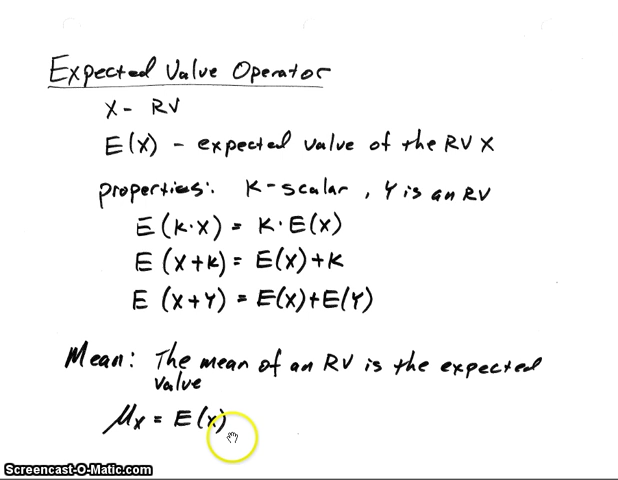 Expected Value Operator
X - RV
E(X) - expected value of the RV X
properties: K-scalar, Y is an RV
E(K·X) = K·E(X)
E(X+K) = E(X)+K
E(X+Y) = E(X)+E(Y)
Mean: The mean of an RV is the expected
value
μx = E(X)
Screencast-O-Matic.com